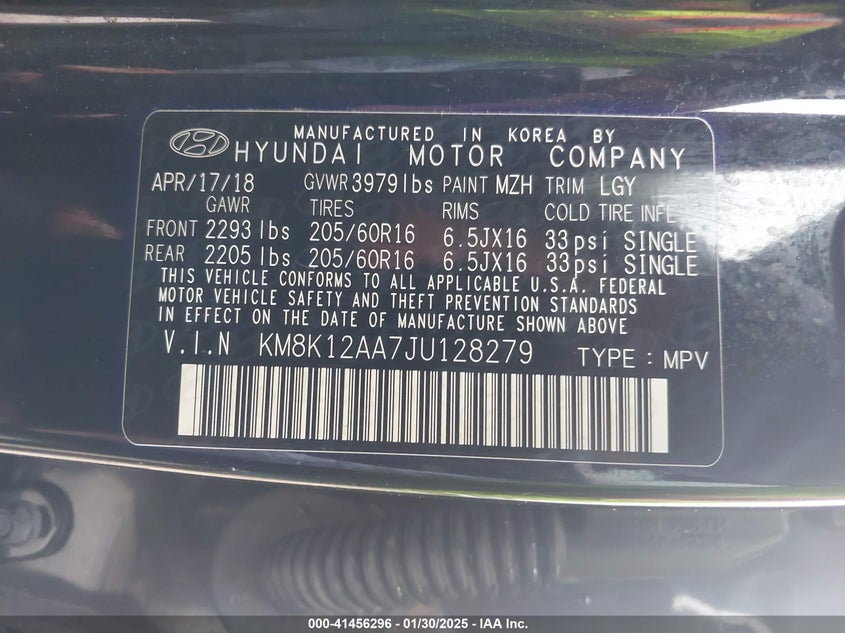 MANUFACTURED IN KOREA BY
HYUNDAI MOTOR COMPANY
APR/17/18 GVWR 3979lbs PAINT MZH TRIM LGY
GAWR TIRES RIMS COLD TIRE INFL
FRONT 2293 lbs 205/60R16 6.5JX16 33psi SINGLE
REAR 2205 lbs 205/60R16 6.5JX16 33psi SINGLE
THIS VEHICLE CONFORMS TO ALL APPLICABLE U.S.A. FEDERAL
MOTOR VEHICLE SAFETY AND THEFT PREVENTION STANDARDS
IN EFFECT ON THE DATE OF MANUFACTURE SHOWN ABOVE
V.I.N KM8K12AA7JU128279 TYPE : MPV
000-41456296 - 01/30/2025 - IAA Inc.